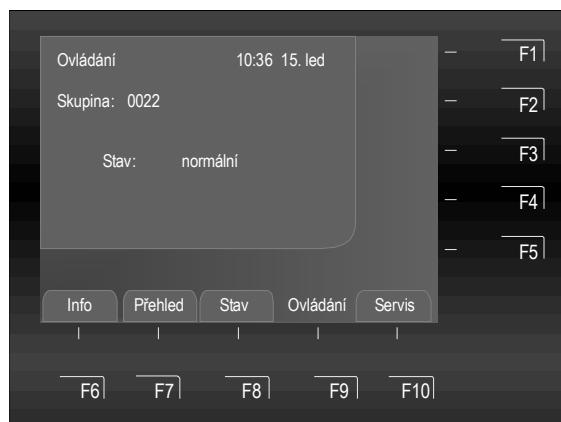 Ovládání 10:36 15. led
Skupina: 0022
Stav: normální
F1
F2
F3
F4
F5
Info Přehled Stav Ovládání Servis
F6 F7 F8 F9 F10